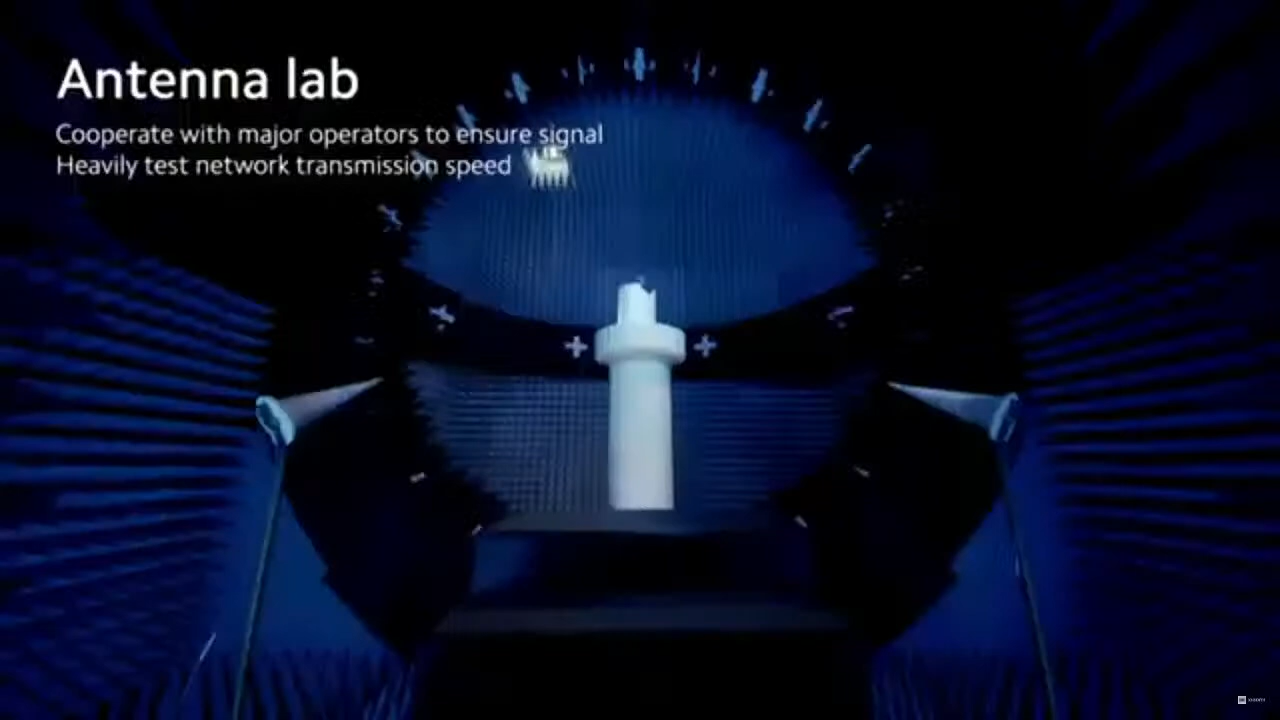 Antenna lab
Cooperate with major operators to ensure signal
Heavily test network transmission speed